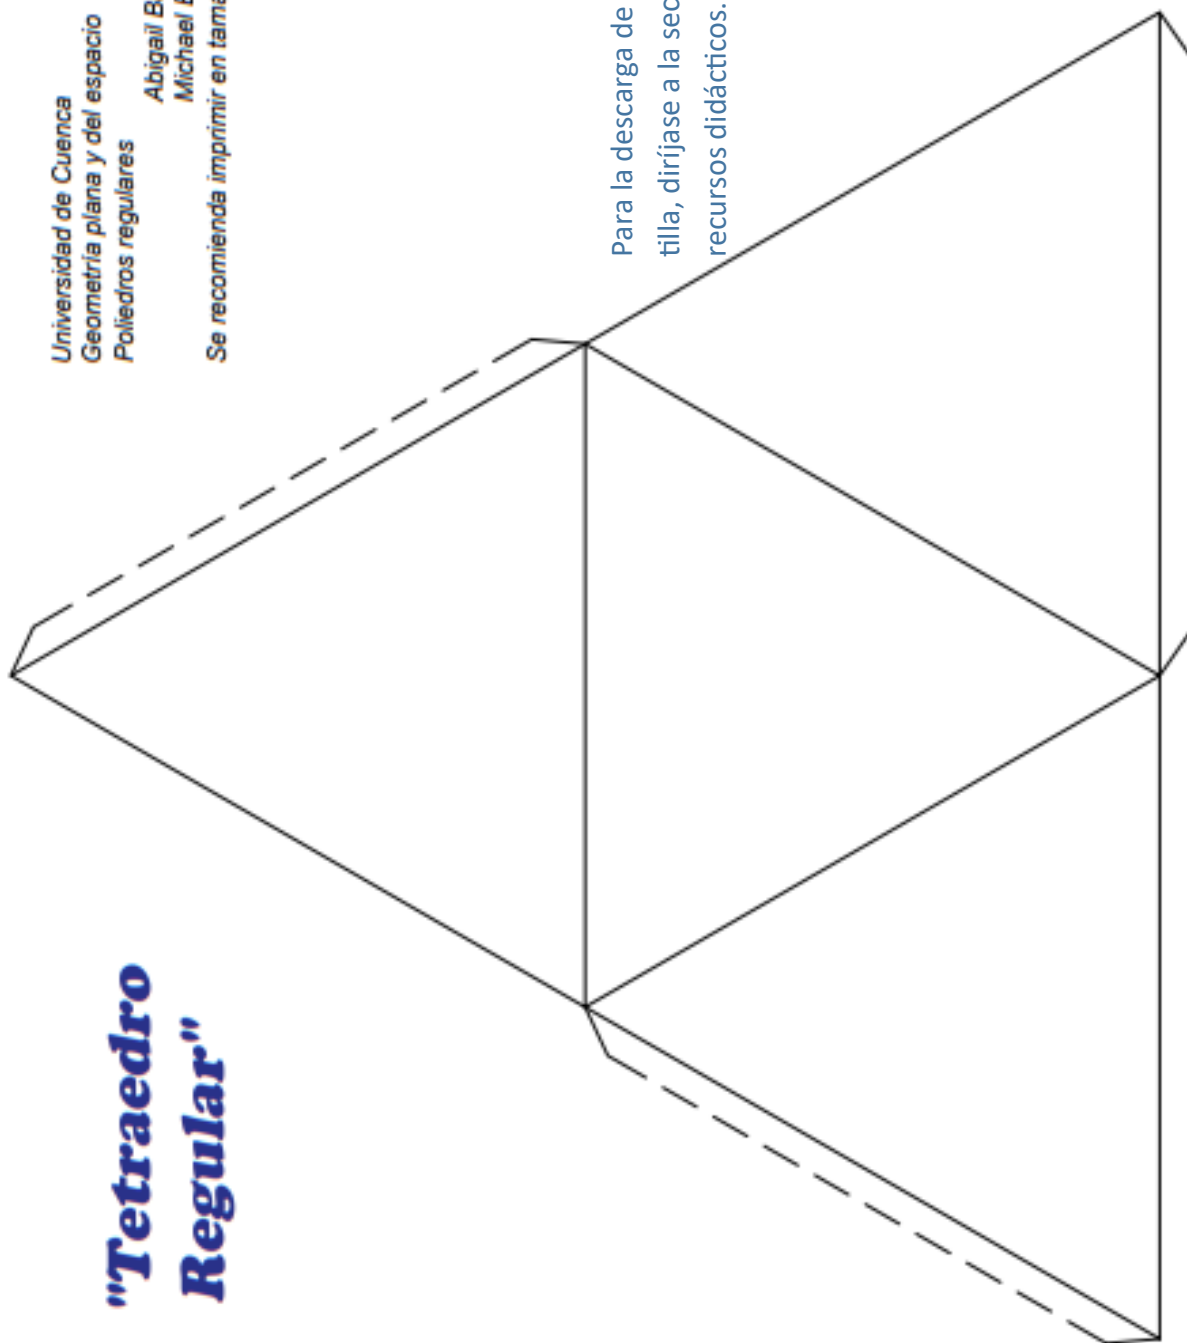 "Tetraedro
Regular"
Universidad de Cuenca
Geometría plana y del espacio
Poliedros regulares
Abigail
Michael
Se recomienda imprimir en
Para la descarga de
tilla, diríjase a la
recursos didácticos.